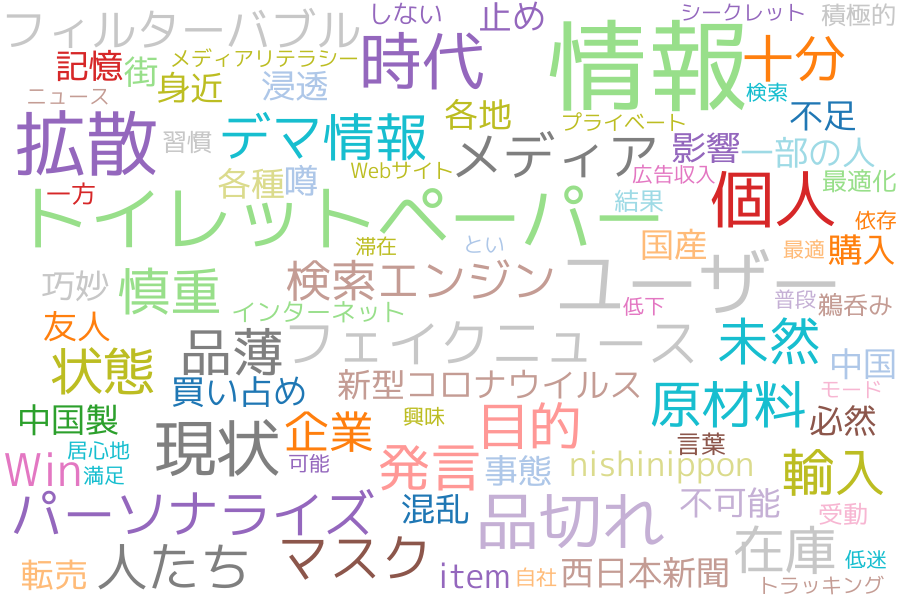 フィルターバブル
しない
止め
シークレット
積極的
記憶
街
メディアリテラシー
時代
情報
十分
ニュース
身近
浸透
各地
検索
不足
拡散
習慣
デマ情報
プライベート
メディア
影響
一部の人
一方
各種
噂
Webサイト
広告収入
個人
最適化
トイレットペーパー
結果
依存
滞在
とい
国産
最適
購入
巧妙
慎重
検索エンジン
ユーザー
普段
鵜呑み
友人
インターネット
低下
品薄
フェイクニュース
未然
状態
買い占め
新型コロナウイルス
中国
中国製
企業
興味
目的
原材料
モード
必然
居心地
現状
言葉
Win
満足
可能
発言
事態
nishinippon
輸入
パーソナライズ
混乱
品切れ
不可能
受動
転売
人たち
マスク
item
自社
西日本新聞
在庫
低迷
トラッキング